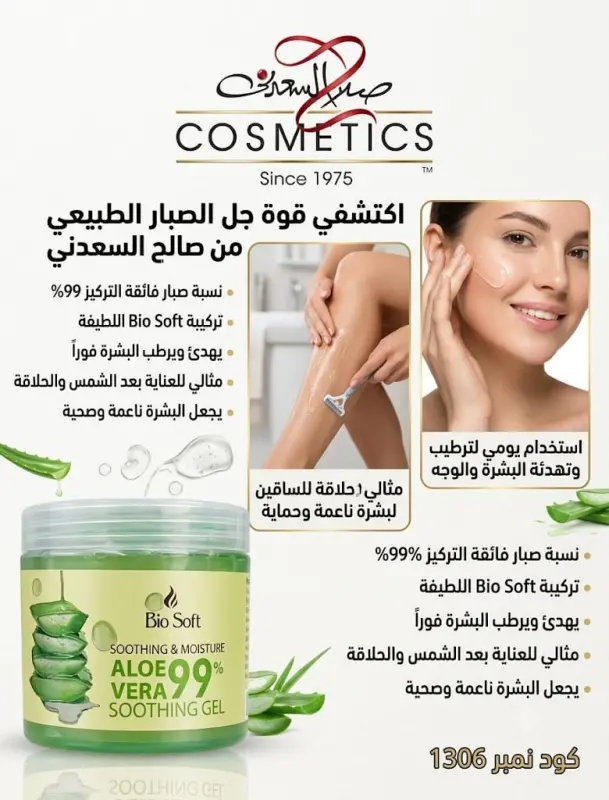 صالح السعدني
COSMETICS
TM
Since 1975
اكتشفي قوة جل الصبار الطبيعي
من صالح السعدني
• نسبة صبار فائقة التركيز 99%
• تركيبة Bio Soft اللطيفة
• يهدئ ويرطب البشرة فوراً
• مثالي للعناية بعد الشمس والحلاقة
• يجعل البشرة ناعمة وصحية
استخدام يومي لترطيب
وتهدئة البشرة والوجه
مثالي لحلاقة للساقين
لبشرة ناعمة وحماية
• نسبة صبار فائقة التركيز 99%%
• تركيبة Bio Soft اللطيفة
• يهدئ ويرطب البشرة فوراً
• مثالي للعناية بعد الشمس والحلاقة
• يجعل البشرة ناعمة وصحية
Bio Soft
SOOTHING & MOISTURE
ALOE
VERA 99%
SOOTHING GEL
كود نمبر 1306